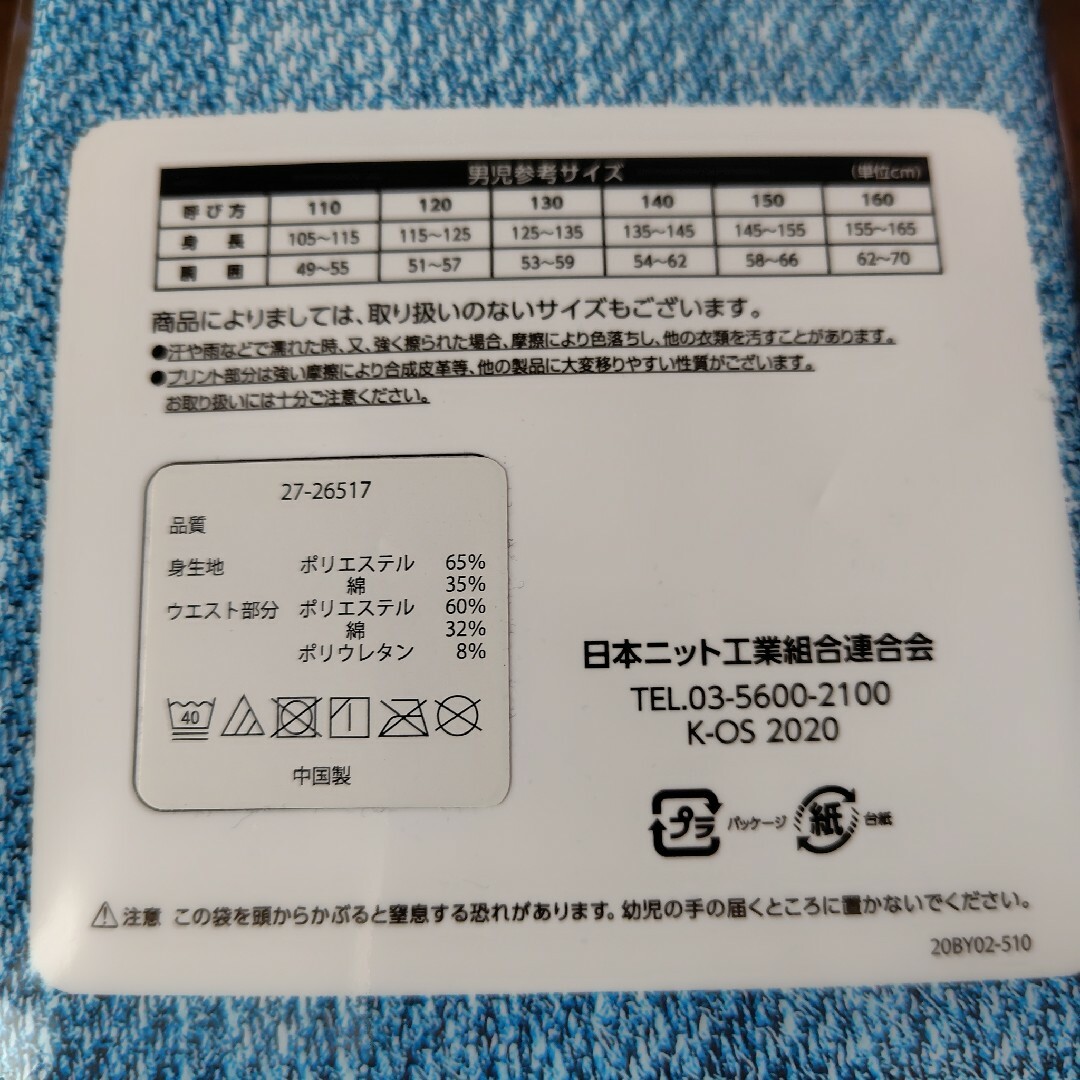 男児参考サイズ (単位cm)
呼び方 110 120 130 140 150 160
身長 105〜115 115〜125 125〜135 135〜145 145〜155 155〜165
胴囲 49〜55 51〜57 53〜59 54〜62 58〜66 62〜70
商品によりましては、取り扱いのないサイズもございます。
●汗や雨などで濡れた時、又、強く擦られた場合、摩擦により色落ちし、他の衣類を汚すことがあります。
●プリント部分は強い摩擦により合成皮革等、他の製品に大変移りやすい性質がございます。
お取り扱いには十分ご注意ください。
27-26517
品質
身生地 ポリエステル 65%
綿 35%
ウエスト部分 ポリエステル 60%
綿 32%
ポリウレタン 8%
40
中国製
日本ニット工業組合連合会
TEL.03-5600-2100
K-OS 2020
プラ パッケージ 紙 台紙
注意 この袋を頭からかぶると窒息する恐れがあります。幼児の手の届くところに置かないでください。
20BY02-510